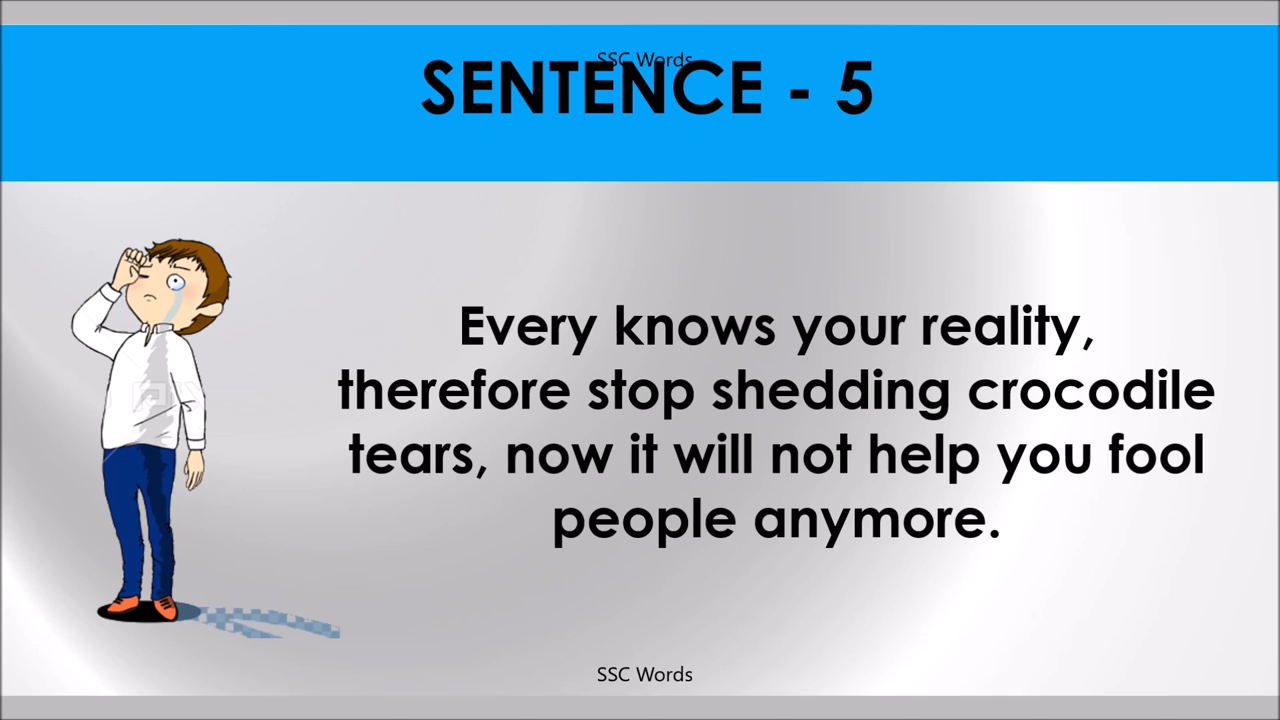 SSC Words
SENTENCE - 5
Every knows your reality,
therefore stop shedding crocodile
tears, now it will not help you fool
people anymore.
SSC Words